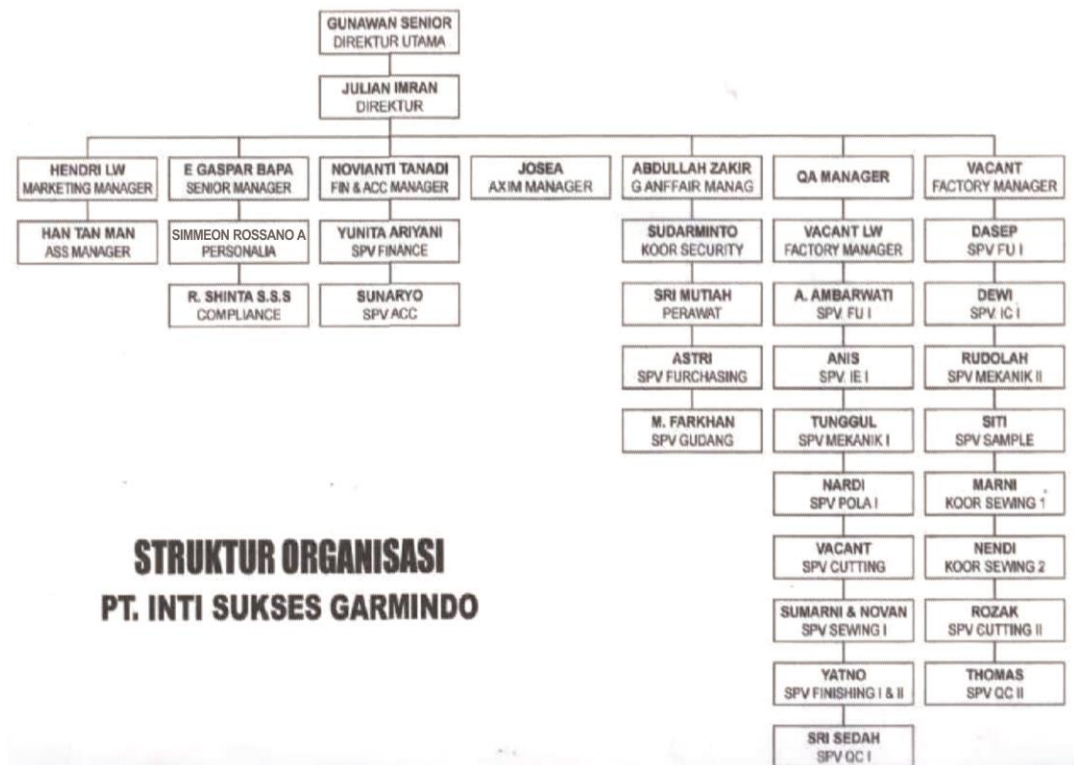 GUNAWAN SENIOR
DIREKTUR UTAMA
JULIAN IMRAN
DIREKTUR
HENDRI LW
MARKETING MANAGER
E GASPAR BAPA
SENIOR MANAGER
NOVIANTI TANADI
FIN & ACC MANAGER
JOSEA
AXIM MANAGER
ABDULLAH ZAKIR
G ANFFAIR MANAG
QA MANAGER
VACANT
FACTORY MANAGER
HAN TAN MAN
ASS MANAGER
SIMMEON ROSSANO A
PERSONALIA
YUNITA ARIYANI
SPV FINANCE
SUDARMINTO
KOOR SECURITY
VACANT LW
FACTORY MANAGER
DASEP
SPV FU I
R. SHINTA S.S.S
COMPLIANCE
SUNARYO
SPV ACC
SRI MUTIAH
PERAWAT
A. AMBARWATI
SPV. FU I
DEWI
SPV. IC I
ASTRI
SPV FURCHASING
ANIS
SPV. IE I
RUDOLAH
SPV MEKANIK II
M. FARKHAN
SPV GUDANG
TUNGGUL
SPV MEKANIK I
SITI
SPV SAMPLE
NARDI
SPV POLA I
MARNI
KOOR SEWING 1
VACANT
SPV CUTTING
NENDI
KOOR SEWING 2
SUMARNI & NOVAN
SPV SEWING I
ROZAK
SPV CUTTING II
YATNO
SPV FINISHING I & II
THOMAS
SPV QC II
SRI SEDAH
SPV QC I
STRUKTUR ORGANISASI
PT. INTI SUKSES GARMINDO